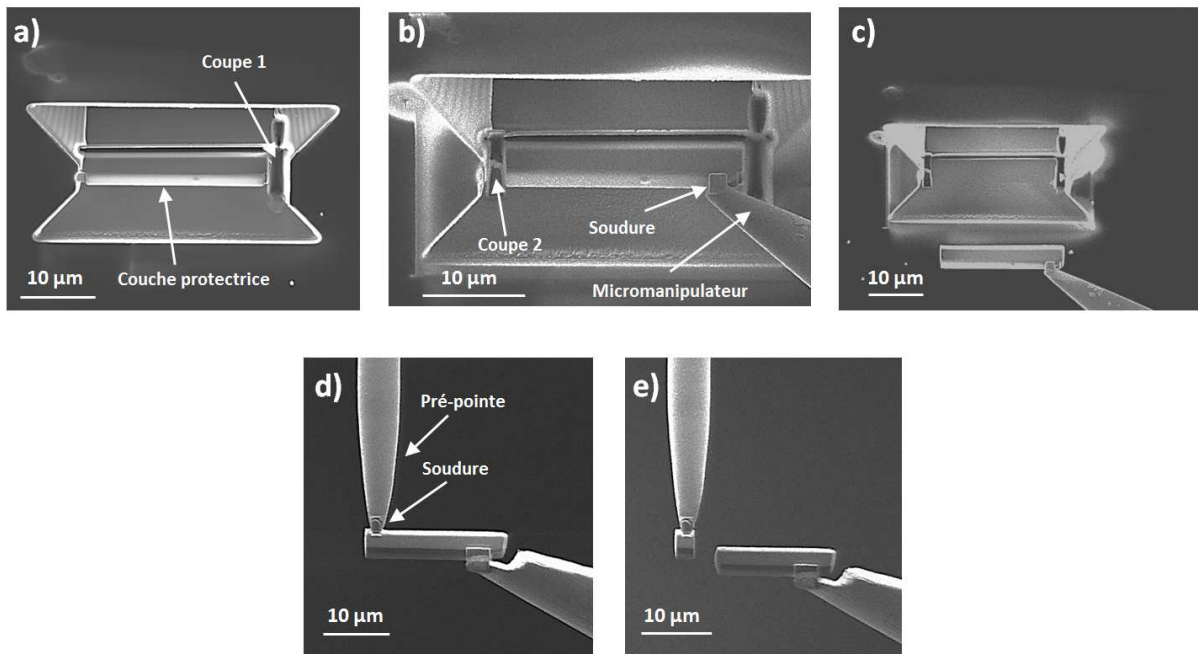 a)
Coupe 1
Couche protectrice
10 µm
b)
Coupe 2
Soudure
Micromanipulateur
10 µm
c)
10 µm
d)
Pré-pointe
Soudure
10 µm
e)
10 µm